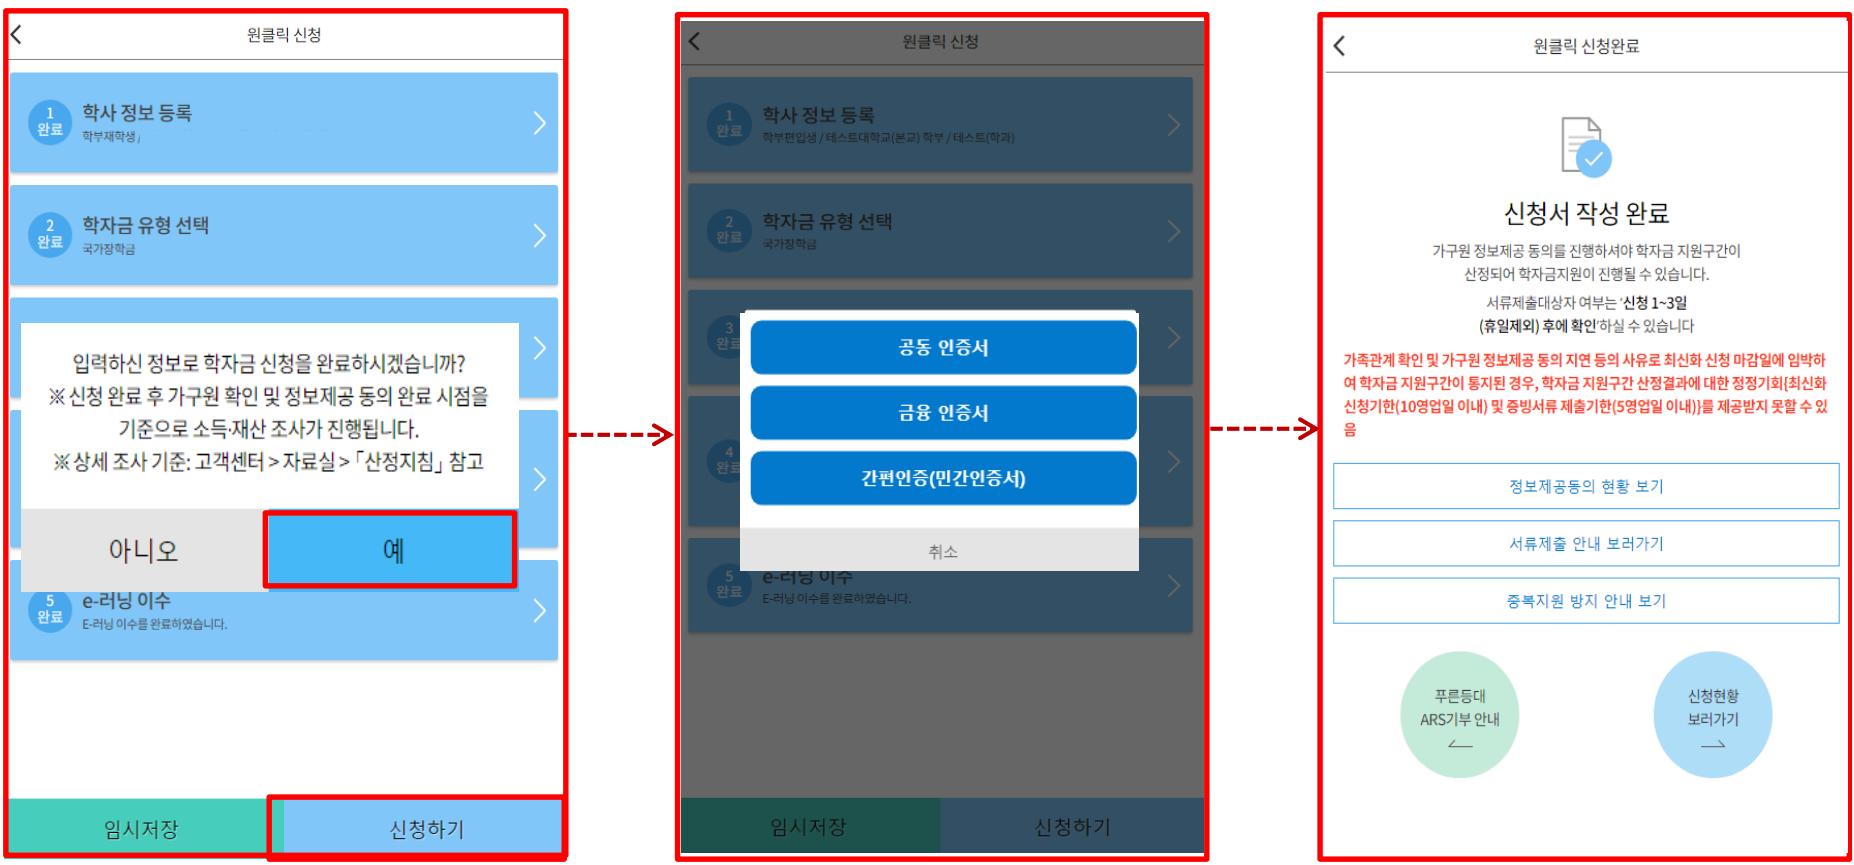 원클릭 신청
1
완료
학사 정보 등록
학부재학생 /
2
완료
학자금 유형 선택
국가장학금
입력하신 정보로 학자금 신청을 완료하시겠습니까?
※ 신청 완료 후 가구원 확인 및 정보제공 동의 완료 시점을
기준으로 소득·재산 조사가 진행됩니다.
※ 상세 조사 기준: 고객센터 > 자료실 > 「산정지침」 참고
아니오
예
5
완료
e-러닝 이수
E-러닝 이수를 완료하였습니다.
임시저장
신청하기
원클릭 신청
1
완료
학사 정보 등록
학부편입생 / 테스트대학교(본교) 학부 / 테스트(학과)
2
완료
학자금 유형 선택
국가장학금
3
완료
공동 인증서
금융 인증서
4
완료
간편인증(민간인증서)
취소
5
완료
e-러닝 이수
E-러닝 이수를 완료하였습니다.
임시저장
신청하기
원클릭 신청완료
신청서 작성 완료
가구원 정보제공 동의를 진행하셔야 학자금 지원구간이
산정되어 학자금지원이 진행될 수 있습니다.
서류제출대상자 여부는 '신청 1~3일
(휴일제외) 후에 확인'하실 수 있습니다
가족관계 확인 및 가구원 정보제공 동의 지연 등의 사유로 최신화 신청 마감일에 임박하
여 학자금 지원구간이 통지된 경우, 학자금 지원구간 산정결과에 대한 정정기회{최신화
신청기한(10영업일 이내) 및 증빙서류 제출기한(5영업일 이내)}를 제공받지 못할 수 있
음
정보제공동의 현황 보기
서류제출 안내 보러가기
중복지원 방지 안내 보기
푸른등대
ARS기부 안내
신청현황
보러가기